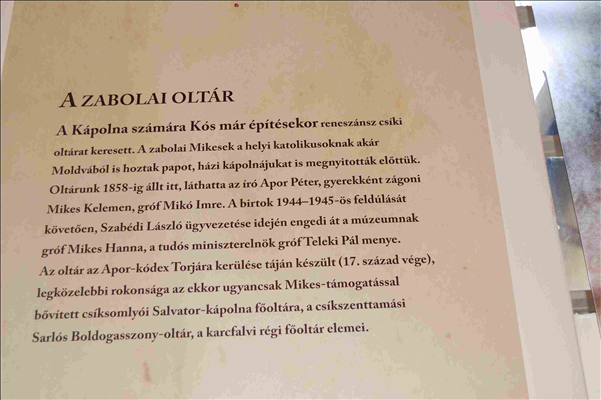 A ZABOLAI OLTÁR
A Kápolna számára Kós már építésekor reneszánsz csíki
oltárat keresett. A zabolai Mikesek a helyi katolikusoknak akár
Moldvából is hoztak papot, házi kápolnájukat is megnyitották előttük.
Oltárunk 1858-ig állt itt, láthatta az író Apor Péter, gyerekként zágoni
Mikes Kelemen, gróf Mikó Imre. A birtok 1944–1945-ös feldúlását
követően, Szabédi László ügyvezetése idején engedi át a múzeumnak
gróf Mikes Hanna, a tudós miniszterelnök gróf Teleki Pál menye.
Az oltár az Apor-kódex Torjára kerülése táján készült (17. század vége),
legközelebbi rokonsága az ekkor ugyancsak Mikes-támogatással
bővített csíksomlyói Salvator-kápolna főoltára, a csíkszenttamási
Sarlós Boldogasszony-oltár, a karcfalvi régi főoltár elemei.